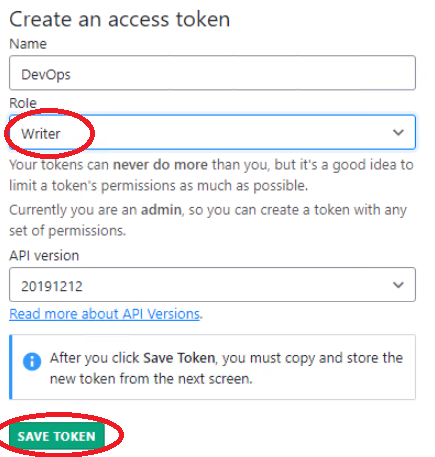 Create an access token
Name
DevOps
Role
Writer
Your tokens can never do more than you, but it's a good idea to
limit a token's permissions as much as possible.
Currently you are an admin, so you can create a token with any
set of permissions.
API version
20191212
Read more about API Versions.
After you click Save Token, you must copy and store the
new token from the next screen.
SAVE TOKEN